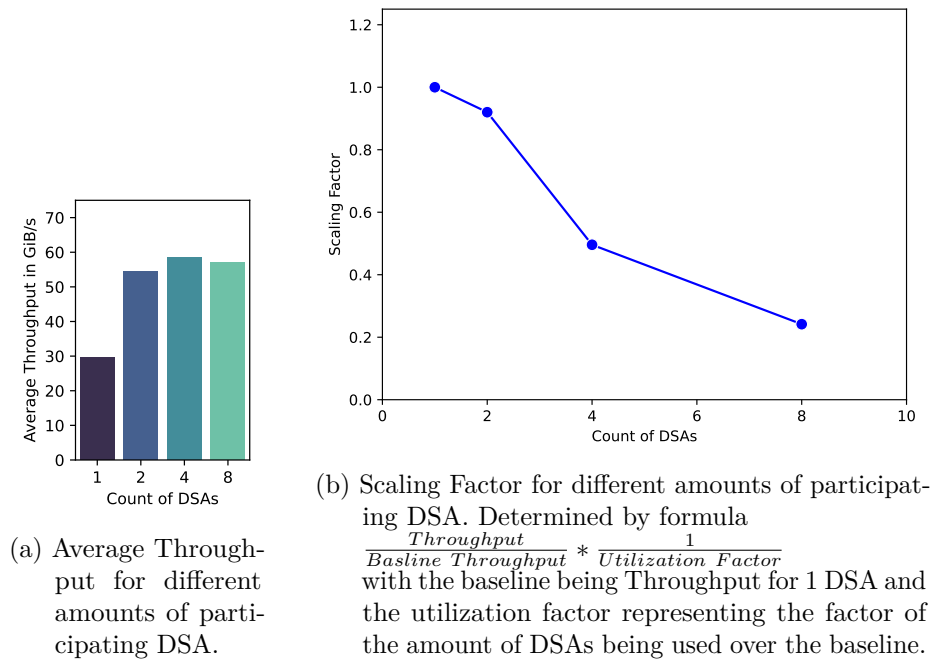 70
60
50
40
30
20
10
0
Average Throughput in GiB/s
1 2 4 8
Count of DSAs
(a) Average Through-
put for different
amounts of parti-
cipating DSA.
1.2
1.0
0.8
0.6
0.4
0.2
0.0
Scaling Factor
0 2 4 6 8 10
Count of DSAs
(b) Scaling Factor for different amounts of participat-
ing DSA. Determined by formula
Throughput / Basline Throughput * 1 / Utilization Factor
with the baseline being Throughput for 1 DSA and
the utilization factor representing the factor of
the amount of DSAs being used over the baseline.